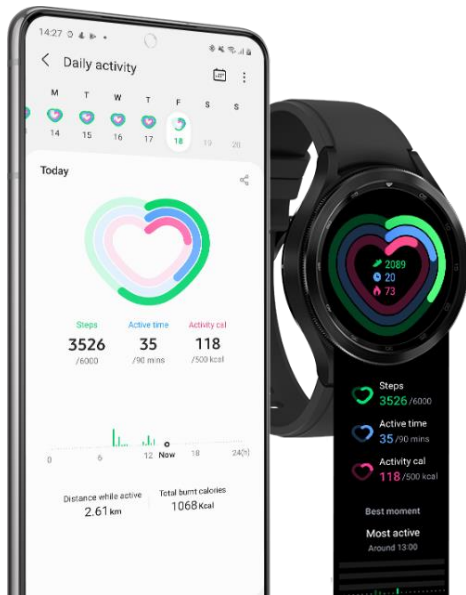 14:27
Daily activity
M T W T F S S
14 15 16 17 18 19 20
Today
Steps Active time Activity cal
3526 35 118
/6000 /90 mins /500 kcal
0 6 12 Now 18 24(h)
Distance while active Total burnt calories
2.61 km 1068 Kcal
2089
20
73
Steps
3526 /6000
Active time
35 /90 mins
Activity cal
118 /500 kcal
Best moment
Most active
Around 13:00